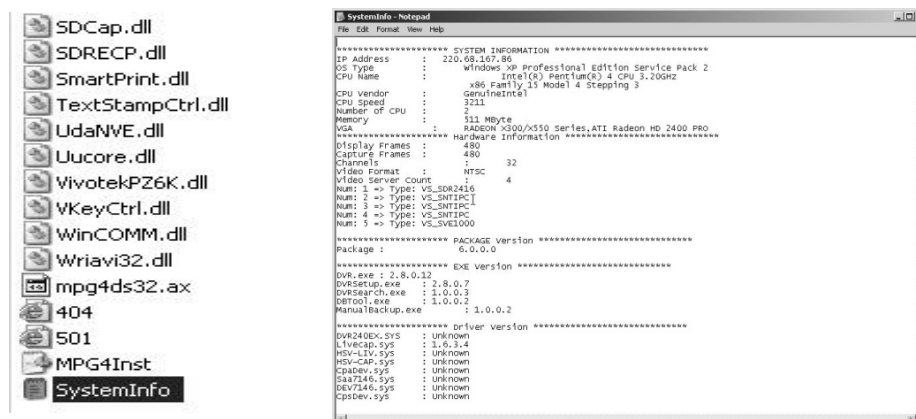 SDCap.dll
SDRECP.dll
SmartPrint.dll
TextStampCtrl.dll
UdaNVE.dll
Uucore.dll
VivotekPZ6K.dll
VKeyCtrl.dll
WinCOMM.dll
Wriavi32.dll
mpg4ds32.ax
404
501
MPG4Inst
SystemInfo
SystemInfo - Notepad
File Edit Format View Help
********************* SYSTEM INFORMATION *****************************
IP Address : 220.68.167.86
OS Type : Windows XP Professional Edition Service Pack 2
CPU Name : Intel(R) Pentium(R) 4 CPU 3.20GHz
x86 Family 15 Model 4 Stepping 3
CPU Vendor : GenuineIntel
CPU Speed : 3211
Number of CPU : 2
Memory : 511 MByte
VGA : RADEON X300/X550 Series,ATI Radeon HD 2400 PRO
********************* Hardware Information *****************************
Display Frames : 480
Capture Frames : 480
Channels : 32
Video Format : NTSC
Video Server Count : 4
Num: 1 => Type: VS_SDR2416
Num: 2 => Type: VS_SNTIPC
Num: 3 => Type: VS_SNTIPC
Num: 4 => Type: VS_SNTIPC
Num: 5 => Type: VS_SVE1000
********************* PACKAGE Version *****************************
Package : 6.0.0.0
********************* EXE Version *****************************
DVR.exe : 2.8.0.12
DVRSetup.exe : 2.8.0.7
DVRSearch.exe : 1.0.0.3
DBTool.exe : 1.0.0.2
ManualBackup.exe : 1.0.0.2
********************* Driver Version *****************************
DVR240EX.SYS : Unknown
Livecap.sys : 1.6.3.4
HSV-LIV.sys : Unknown
HSV-CAP.sys : Unknown
CpaDev.sys : Unknown
Saa7146.sys : Unknown
DEV7146.sys : Unknown
CpsDev.sys : Unknown